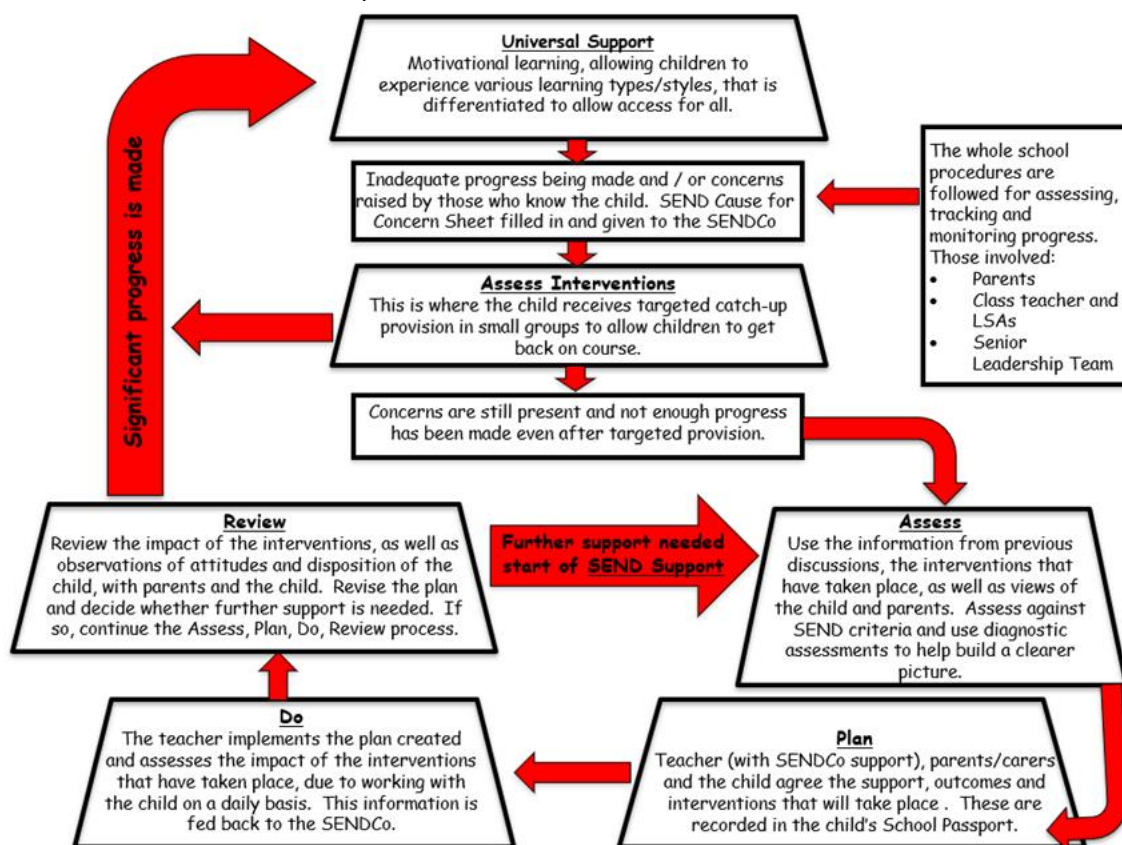 Universal Support
Motivational learning, allowing children to
experience various learning types/styles, that is
differentiated to allow access for all.
Inadequate progress being made and / or concerns
raised by those who know the child. SEND Cause for
Concern Sheet filled in and given to the SENDCo
The whole school
procedures are
followed for assessing,
tracking and
monitoring progress.
Those involved:
• Parents
• Class teacher and
LSAs
• Senior
Leadership Team
Assess Interventions
This is where the child receives targeted catch-up
provision in small groups to allow children to get
back on course.
Significant progress is made
Concerns are still present and not enough progress
has been made even after targeted provision.
Review
Review the impact of the interventions, as well as
observations of attitudes and disposition of the
child, with parents and the child. Revise the plan
and decide whether further support is needed. If
so, continue the Assess, Plan, Do, Review process.
Further support needed
start of SEND Support
Assess
Use the information from previous
discussions, the interventions that
have taken place, as well as views of
the child and parents. Assess against
SEND criteria and use diagnostic
assessments to help build a clearer
picture.
Do
The teacher implements the plan created
and assesses the impact of the interventions
that have taken place, due to working with
the child on a daily basis. This information is
fed back to the SENDCo.
Plan
Teacher (with SENDCo support), parents/carers
and the child agree the support, outcomes and
interventions that will take place . These are
recorded in the child's School Passport.